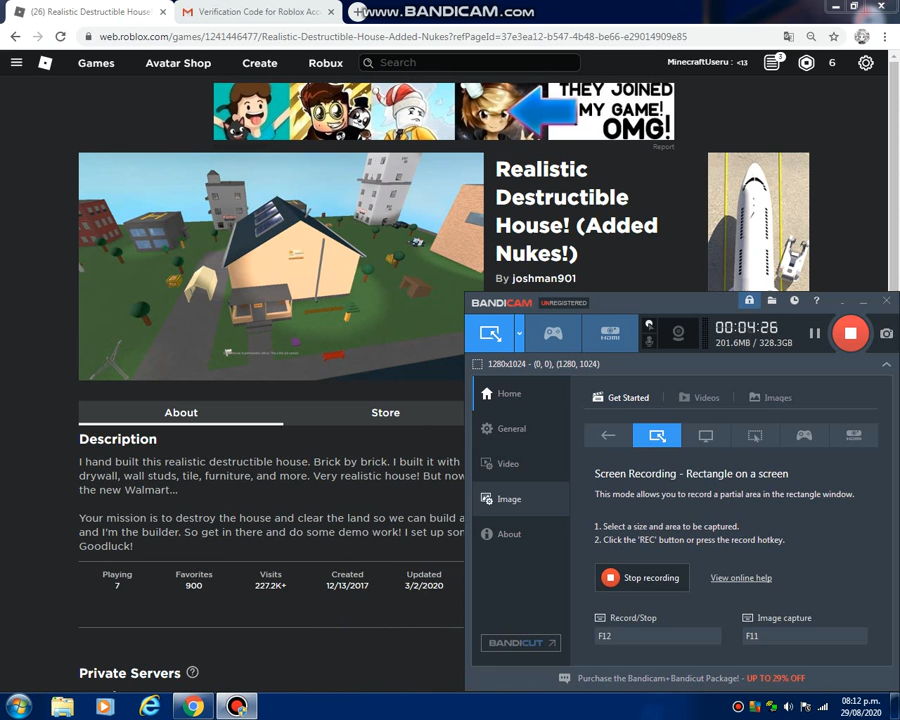 (26) Realistic Destructible House!
Verification Code for Roblox Acc
www.BANDICAM.com
web.roblox.com/games/1241446477/Realistic-Destructible-House-Added-Nukes?refPageId=37e3ea12-b547-4b48-be66-e29014909e85
Games
Avatar Shop
Create
Robux
Search
MinecraftUseru : <13
3
6
THEY JOINED
MY GAME!
OMG!
Report
Realistic
Destructible
House! (Added
Nukes!)
By joshman901
About
Store
Description
I hand built this realistic destructible house. Brick by brick. I built it with
drywall, wall studs, tile, furniture, and more. Very realistic house! But now
the new Walmart...
Your mission is to destroy the house and clear the land so we can build a
and I'm the builder. So get in there and do some demo work! I set up som
Goodluck!
Playing
7
Favorites
900
Visits
227.2K+
Created
12/13/2017
Updated
3/2/2020
Private Servers
BANDICAM
UNREGISTERED
HDMI
00:04:26
201.6MB / 328.3GB
1280x1024 - (0, 0), (1280, 1024)
Home
General
Video
Image
About
BANDICUT
Get Started
Videos
Images
HDMI
Screen Recording - Rectangle on a screen
This mode allows you to record a partial area in the rectangle window.
1. Select a size and area to be captured.
2. Click the 'REC' button or press the record hotkey.
Stop recording
View online help
Record/Stop
F12
Image capture
F11
Purchase the Bandicam+Bandicut Package! - UP TO 29% OFF
08:12 p.m.
29/08/2020